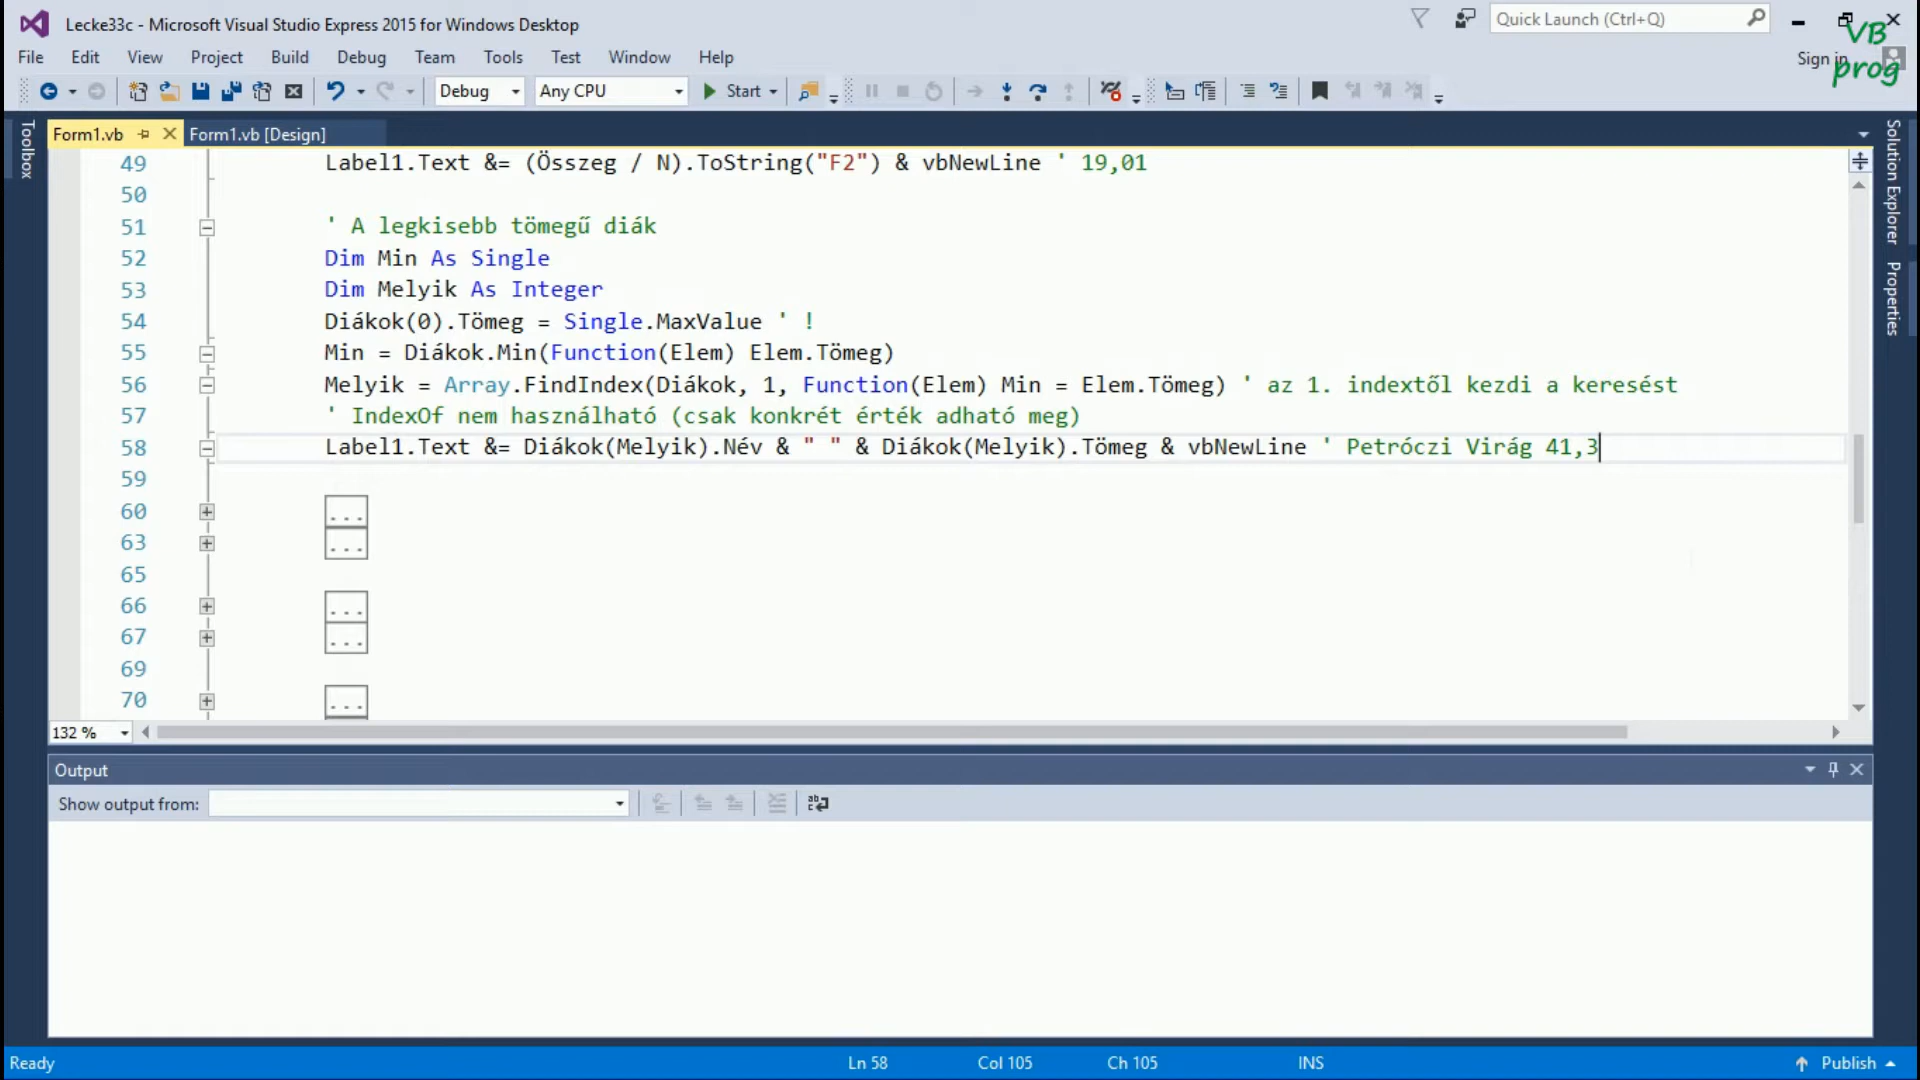 Lecke33c - Microsoft Visual Studio Express 2015 for Windows Desktop
Quick Launch (Ctrl+Q)
VB
prog
File Edit View Project Build Debug Team Tools Test Window Help
Sign in
Debug Any CPU Start
Toolbox
Form1.vb Form1.vb [Design]
Solution Explorer
Properties
49 Label1.Text &= (Összeg / N).ToString("F2") & vbNewLine ' 19,01
50
51 ' A legkisebb tömegű diák
52 Dim Min As Single
53 Dim Melyik As Integer
54 Diákok(0).Tömeg = Single.MaxValue ' !
55 Min = Diákok.Min(Function(Elem) Elem.Tömeg)
56 Melyik = Array.FindIndex(Diákok, 1, Function(Elem) Min = Elem.Tömeg) ' az 1. indextől kezdi a keresést
57 ' IndexOf nem használható (csak konkrét érték adható meg)
58 Label1.Text &= Diákok(Melyik).Név & " " & Diákok(Melyik).Tömeg & vbNewLine ' Petróczi Virág 41,3
59
60 ...
63 ...
65
66 ...
67 ...
69
70 ...
132 %
Output
Show output from:
Ready Ln 58 Col 105 Ch 105 INS Publish